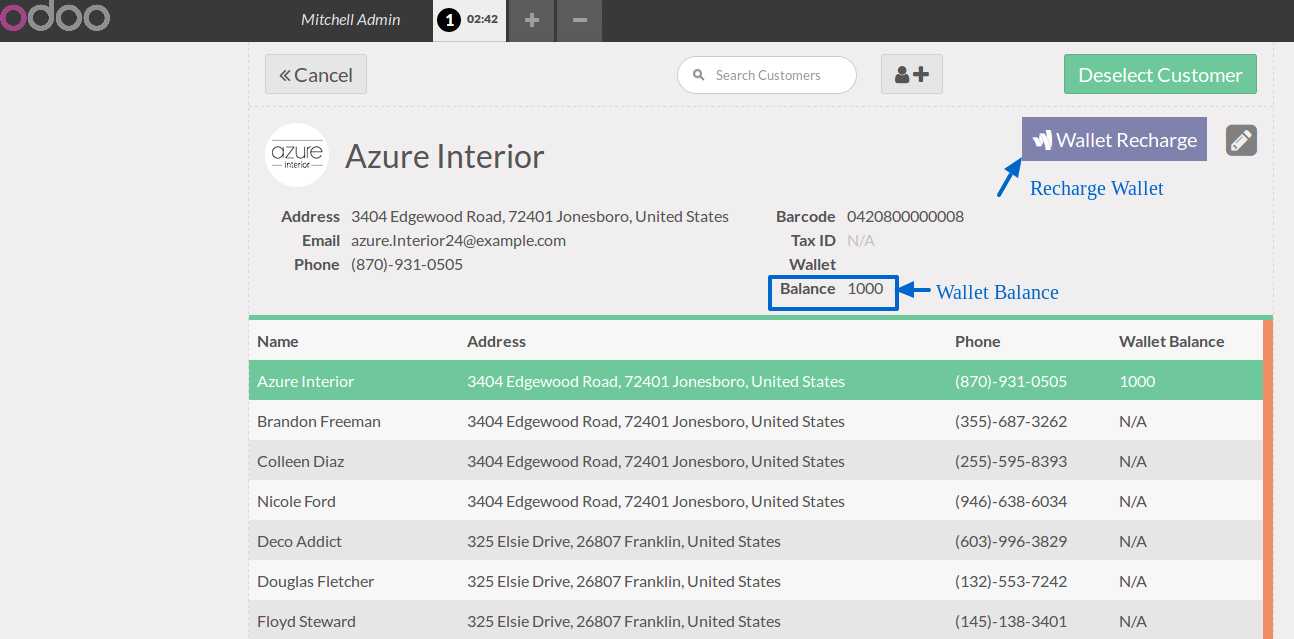 odoo
Mitchell Admin
1 02:42
Cancel
Search Customers
Deselect Customer
azure
interior
Azure Interior
Wallet Recharge
Recharge Wallet
Address 3404 Edgewood Road, 72401 Jonesboro, United States
Email azure.Interior24@example.com
Phone (870)-931-0505
Barcode 0420800000008
Tax ID N/A
Wallet
Balance 1000
Wallet Balance
Name Address Phone Wallet Balance
Azure Interior 3404 Edgewood Road, 72401 Jonesboro, United States (870)-931-0505 1000
Brandon Freeman 3404 Edgewood Road, 72401 Jonesboro, United States (355)-687-3262 N/A
Colleen Diaz 3404 Edgewood Road, 72401 Jonesboro, United States (255)-595-8393 N/A
Nicole Ford 3404 Edgewood Road, 72401 Jonesboro, United States (946)-638-6034 N/A
Deco Addict 325 Elsie Drive, 26807 Franklin, United States (603)-996-3829 N/A
Douglas Fletcher 325 Elsie Drive, 26807 Franklin, United States (132)-553-7242 N/A
Floyd Steward 325 Elsie Drive, 26807 Franklin, United States (145)-138-3401 N/A